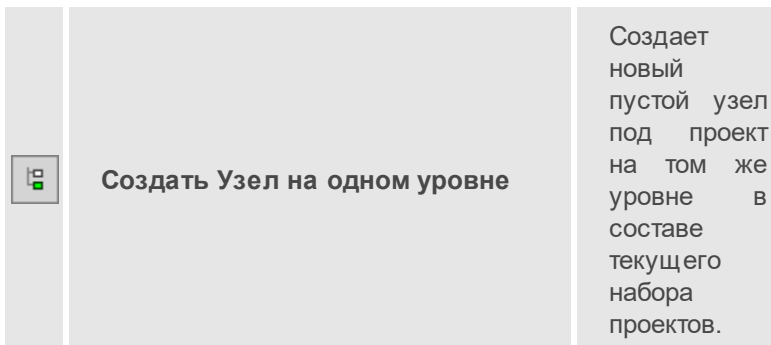 Создать Узел на одном уровне
Создает
новый
пустой узел
под проект
на том же
уровне в
составе
текущего
набора
проектов.